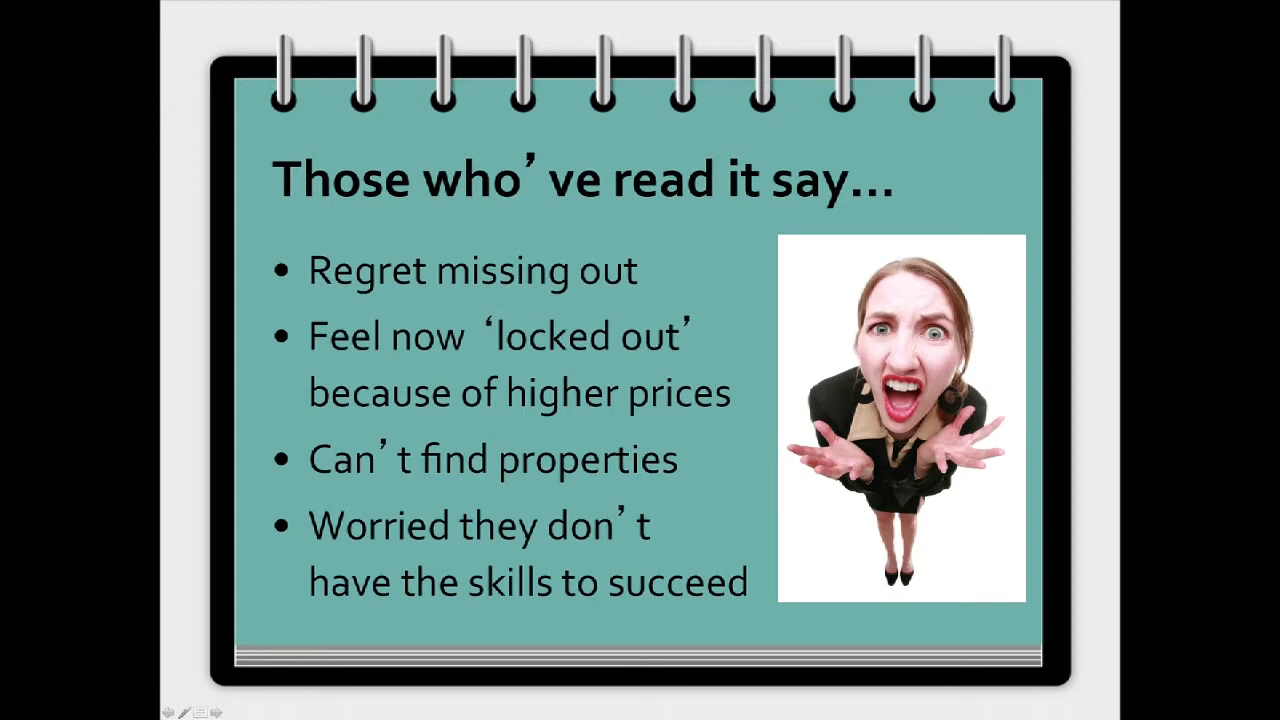 Those who’ve read it say...
• Regret missing out
• Feel now ‘locked out’
because of higher prices
• Can’t find properties
• Worried they don’t
have the skills to succeed